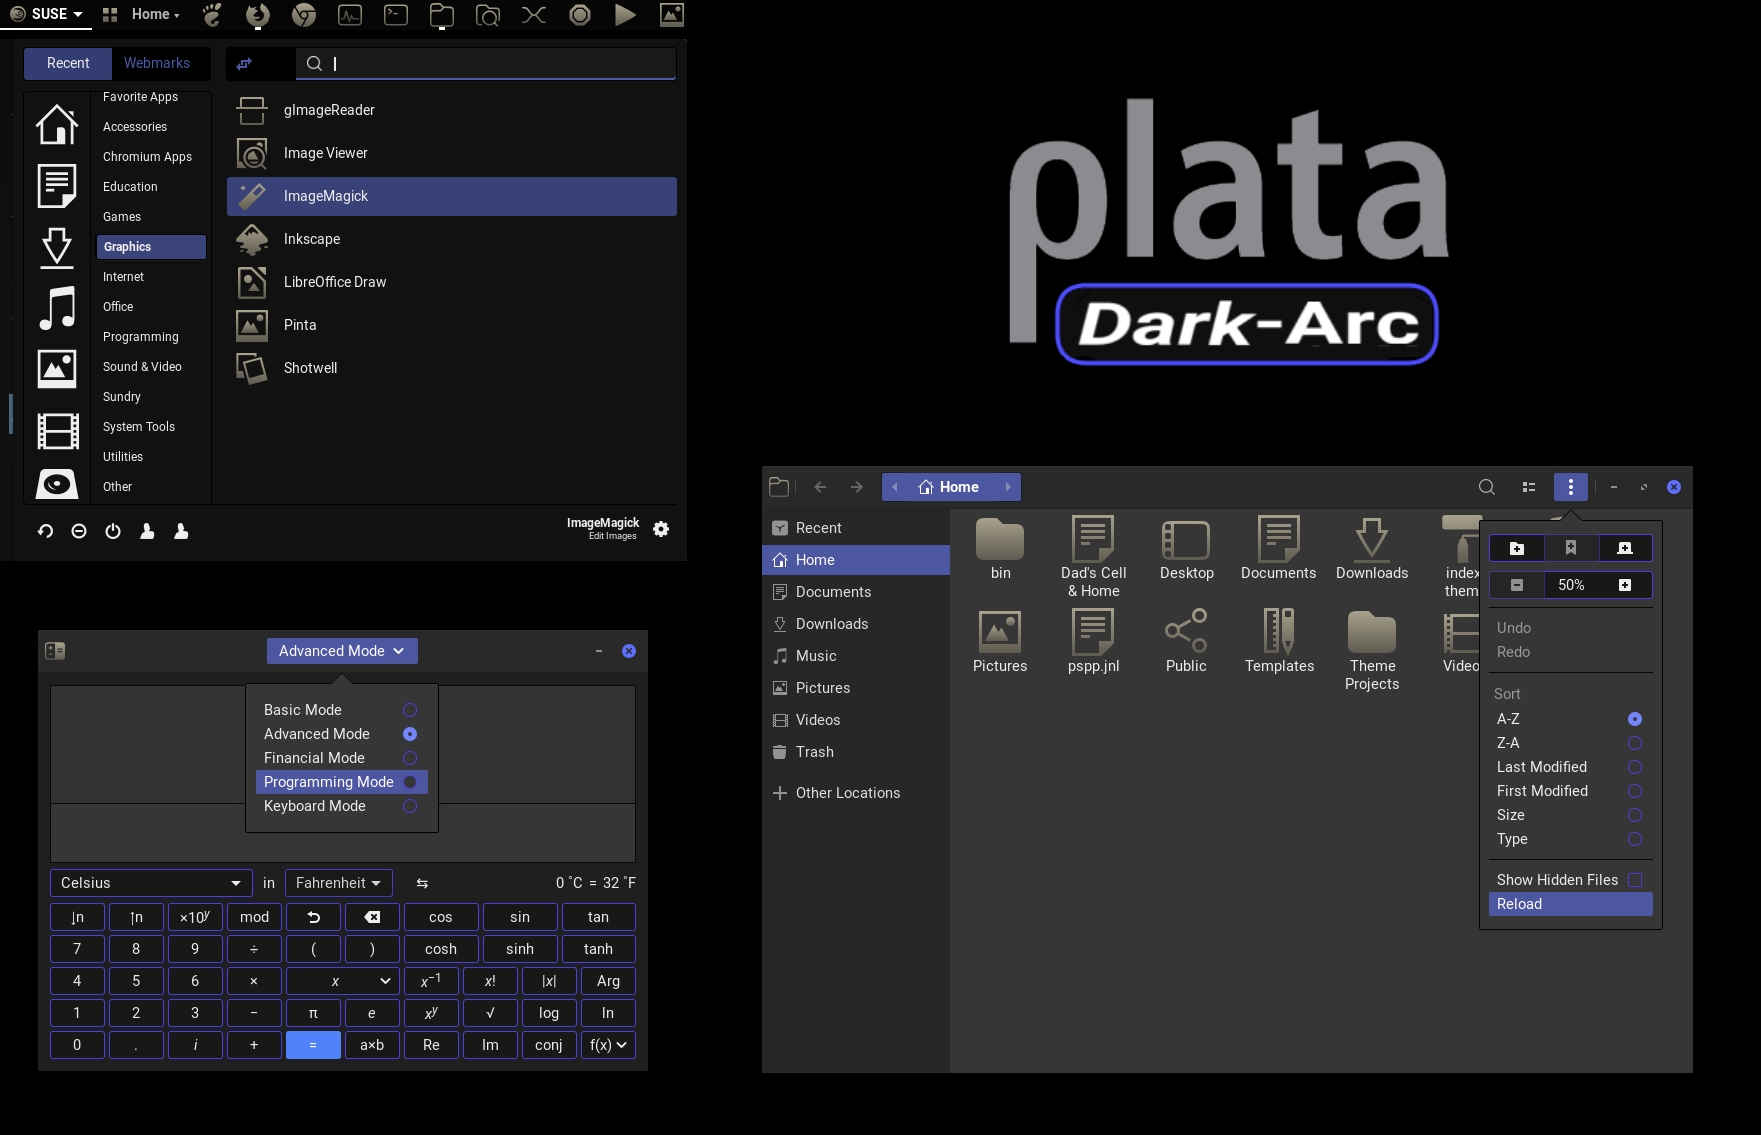 SUSE
Home
Recent
Webmarks
Favorite Apps
Accessories
Chromium Apps
Education
Games
Graphics
Internet
Office
Programming
Sound & Video
Sundry
System Tools
Utilities
Other
gImageReader
Image Viewer
ImageMagick
Inkscape
LibreOffice Draw
Pinta
Shotwell
ImageMagick
Edit Images
plata
Dark-Arc
Advanced Mode
Basic Mode
Advanced Mode
Financial Mode
Programming Mode
Keyboard Mode
Celsius in Fahrenheit ⇆ 0 ˚C = 32 ˚F
↓n ↑n ×10ʸ mod cos sin tan
7 8 9 ÷ ( ) cosh sinh tanh
4 5 6 × x x⁻¹ x! |x| Arg
1 2 3 − π e xʸ √ log ln
0 . i + = a×b Re Im conj f(x)
Home
Recent
Home
Documents
Downloads
Music
Pictures
Videos
Trash
Other Locations
bin
Dad's Cell
& Home
Desktop
Documents
Downloads
index
them
Pictures
pspp.jnl
Public
Templates
Theme
Projects
Video
50%
Undo
Redo
Sort
A-Z
Z-A
Last Modified
First Modified
Size
Type
Show Hidden Files
Reload